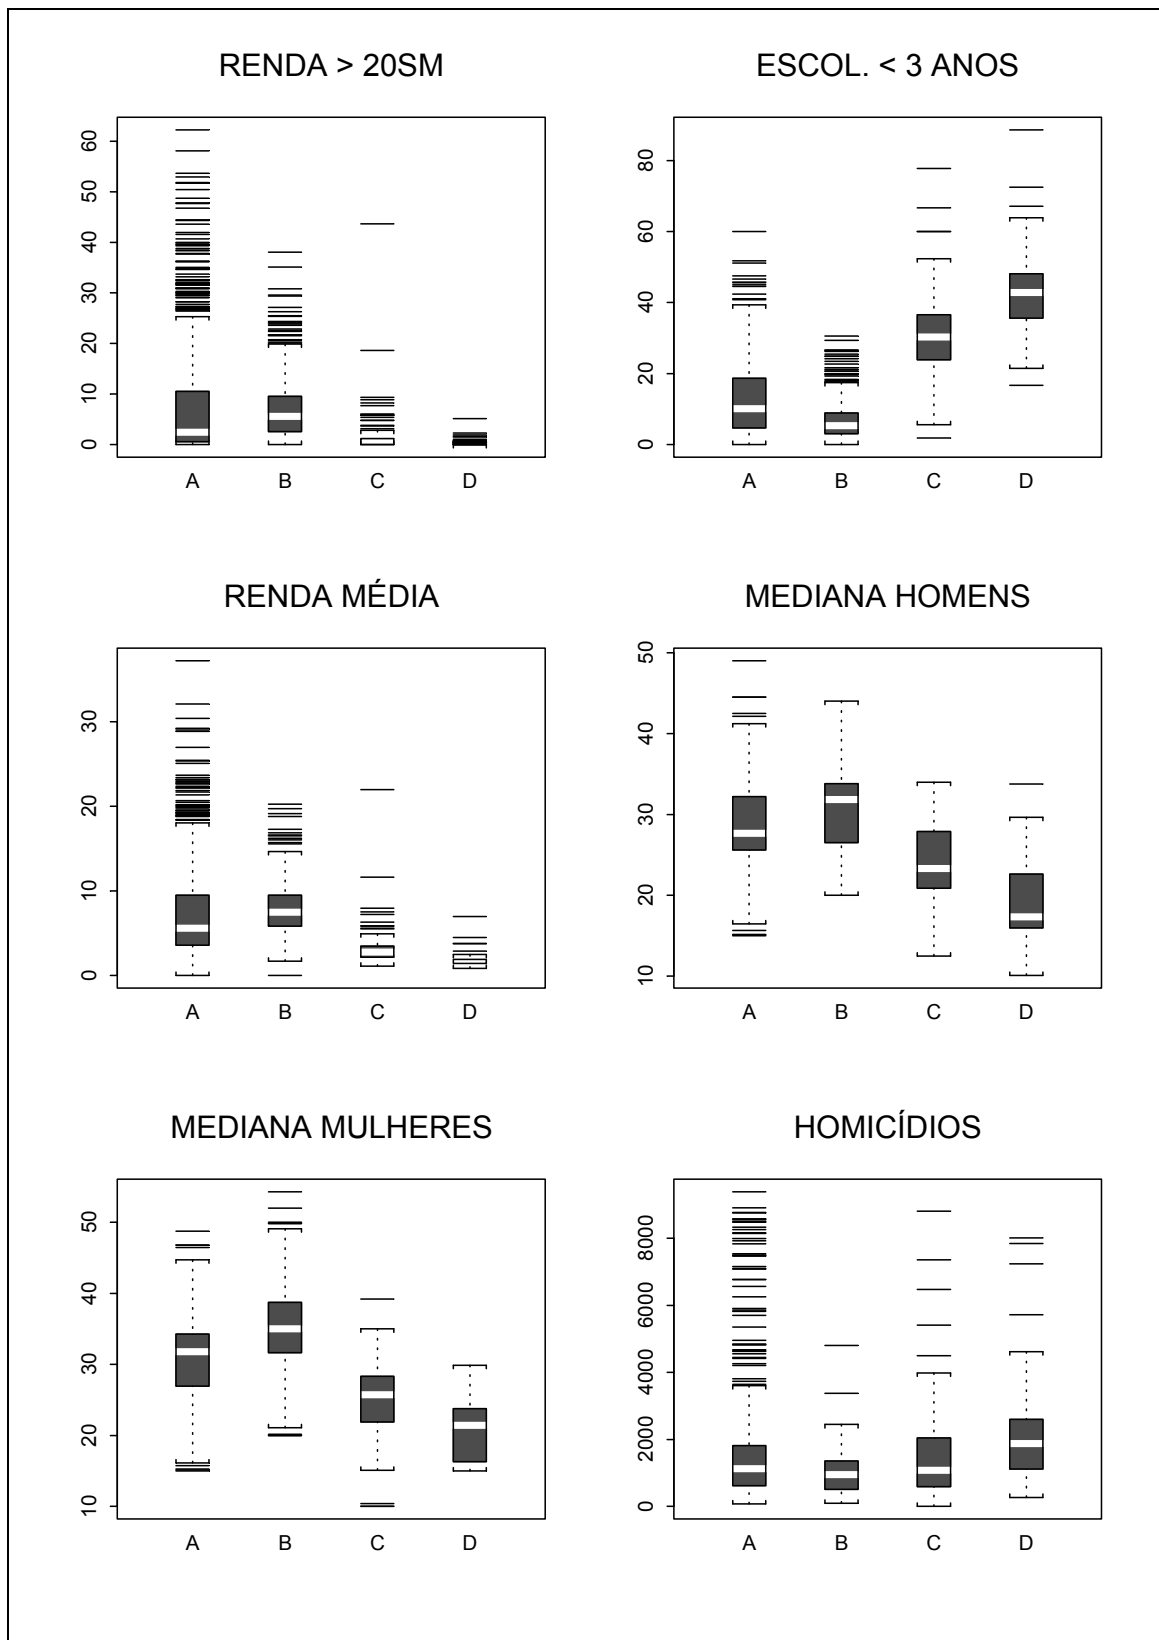 RENDA > 20SM
0 10 20 30 40 50 60
A B C D
ESCOL. < 3 ANOS
0 20 40 60 80
A B C D
RENDA MÉDIA
0 10 20 30
A B C D
MEDIANA HOMENS
10 20 30 40 50
A B C D
MEDIANA MULHERES
10 20 30 40 50
A B C D
HOMICÍDIOS
0 2000 4000 6000 8000
A B C D